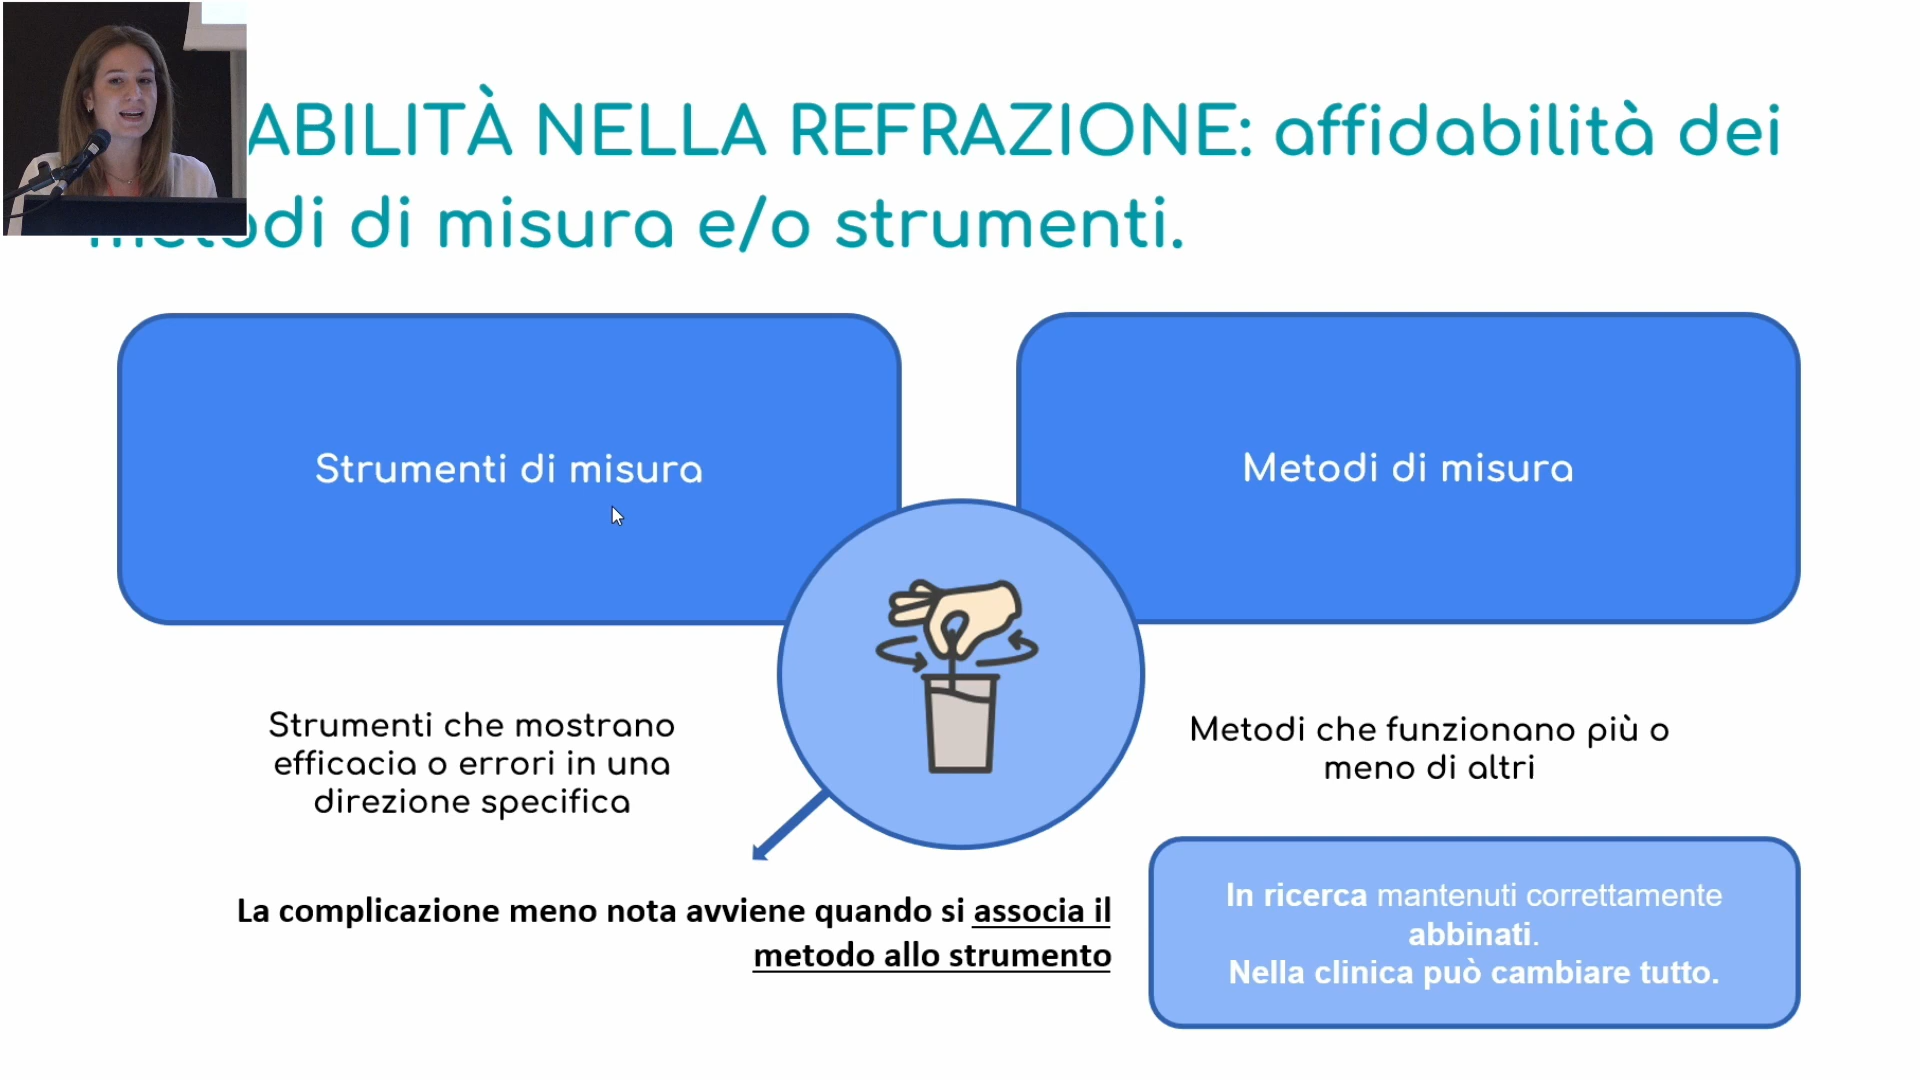 ABILITÀ NELLA REFRAZIONE: affidabilità dei
metodi di misura e/o strumenti.
Strumenti di misura
Metodi di misura
Strumenti che mostrano
efficacia o errori in una
direzione specifica
Metodi che funzionano più o
meno di altri
La complicazione meno nota avviene quando si associa il
metodo allo strumento
In ricerca mantenuti correttamente
abbinati.
Nella clinica può cambiare tutto.